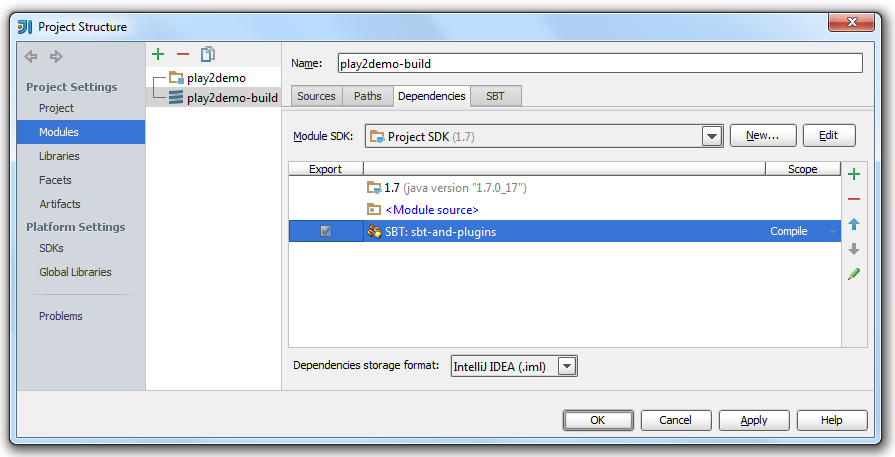 Project Structure
Project Settings
Project
Modules
Libraries
Facets
Artifacts
Platform Settings
SDKs
Global Libraries
Problems
play2demo
play2demo-build
Name: play2demo-build
Sources Paths Dependencies SBT
Module SDK: Project SDK (1.7) New... Edit
Export Scope
1.7 (java version "1.7.0_17")
<Module source>
SBT: sbt-and-plugins Compile
Dependencies storage format: IntelliJ IDEA (.iml)
OK Cancel Apply Help